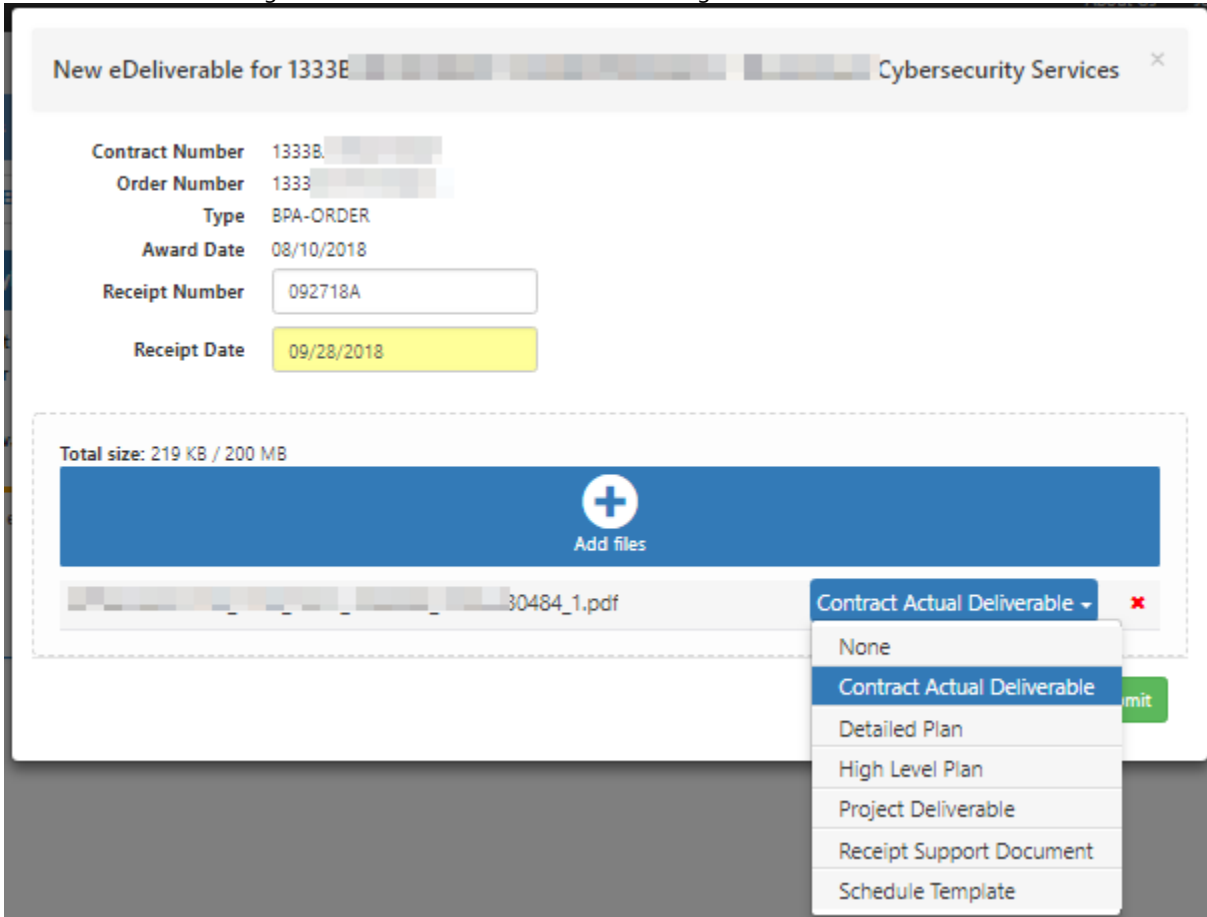 New eDeliverable for 1333B Cybersecurity Services ×
Contract Number 1333B
Order Number 1333
Type BPA-ORDER
Award Date 08/10/2018
Receipt Number 092718A
Receipt Date 09/28/2018
Total size: 219 KB / 200 MB
Add files
30484_1.pdf Contract Actual Deliverable
None
Contract Actual Deliverable
mit
Detailed Plan
High Level Plan
Project Deliverable
Receipt Support Document
Schedule Template